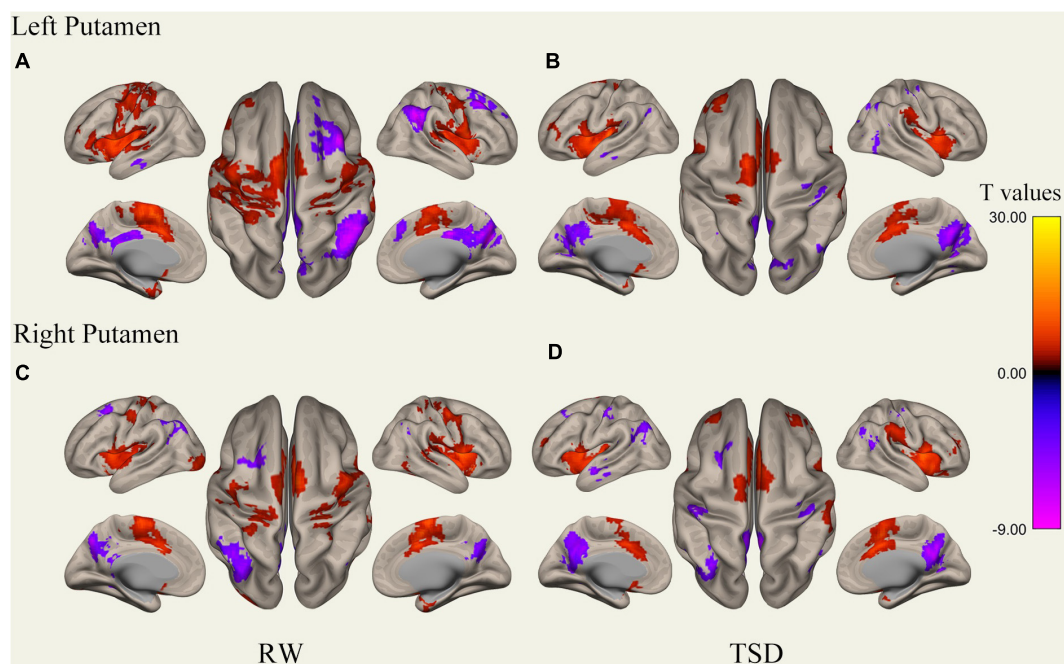 Left Putamen
A
B
T values
30.00
0.00
-9.00
Right Putamen
C
D
RW
TSD